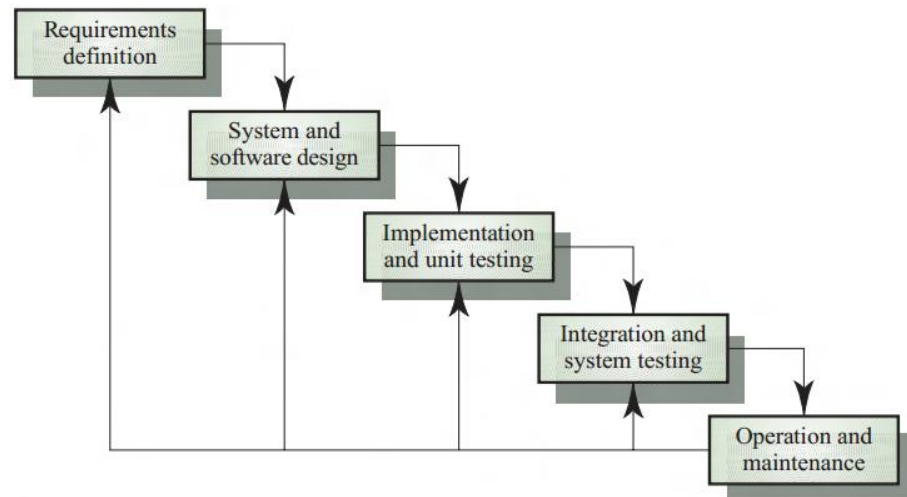 Requirements
definition
System and
software design
Implementation
and unit testing
Integration and
system testing
Operation and
maintenance